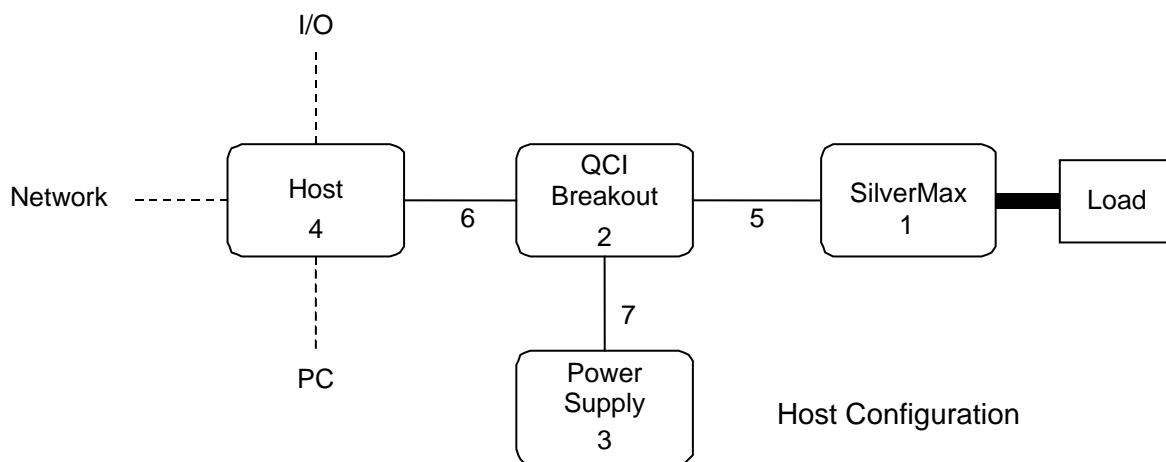 I/O
Network
Host
4
6
QCI
Breakout
2
5
SilverMax
1
Load
7
PC
Power
Supply
3
Host Configuration